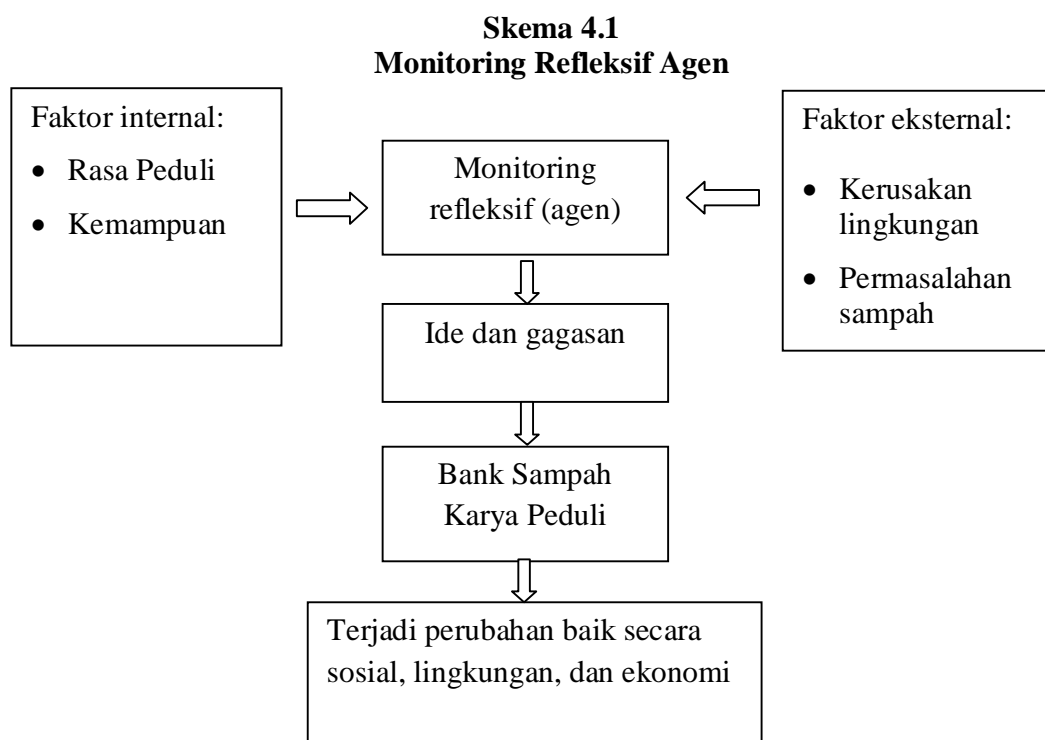 Skema 4.1
Monitoring Refleksif Agen
Faktor internal:
• Rasa Peduli
• Kemampuan
Monitoring
refleksif (agen)
Faktor eksternal:
• Kerusakan
lingkungan
• Permasalahan
sampah
Ide dan gagasan
Bank Sampah
Karya Peduli
Terjadi perubahan baik secara
sosial, lingkungan, dan ekonomi